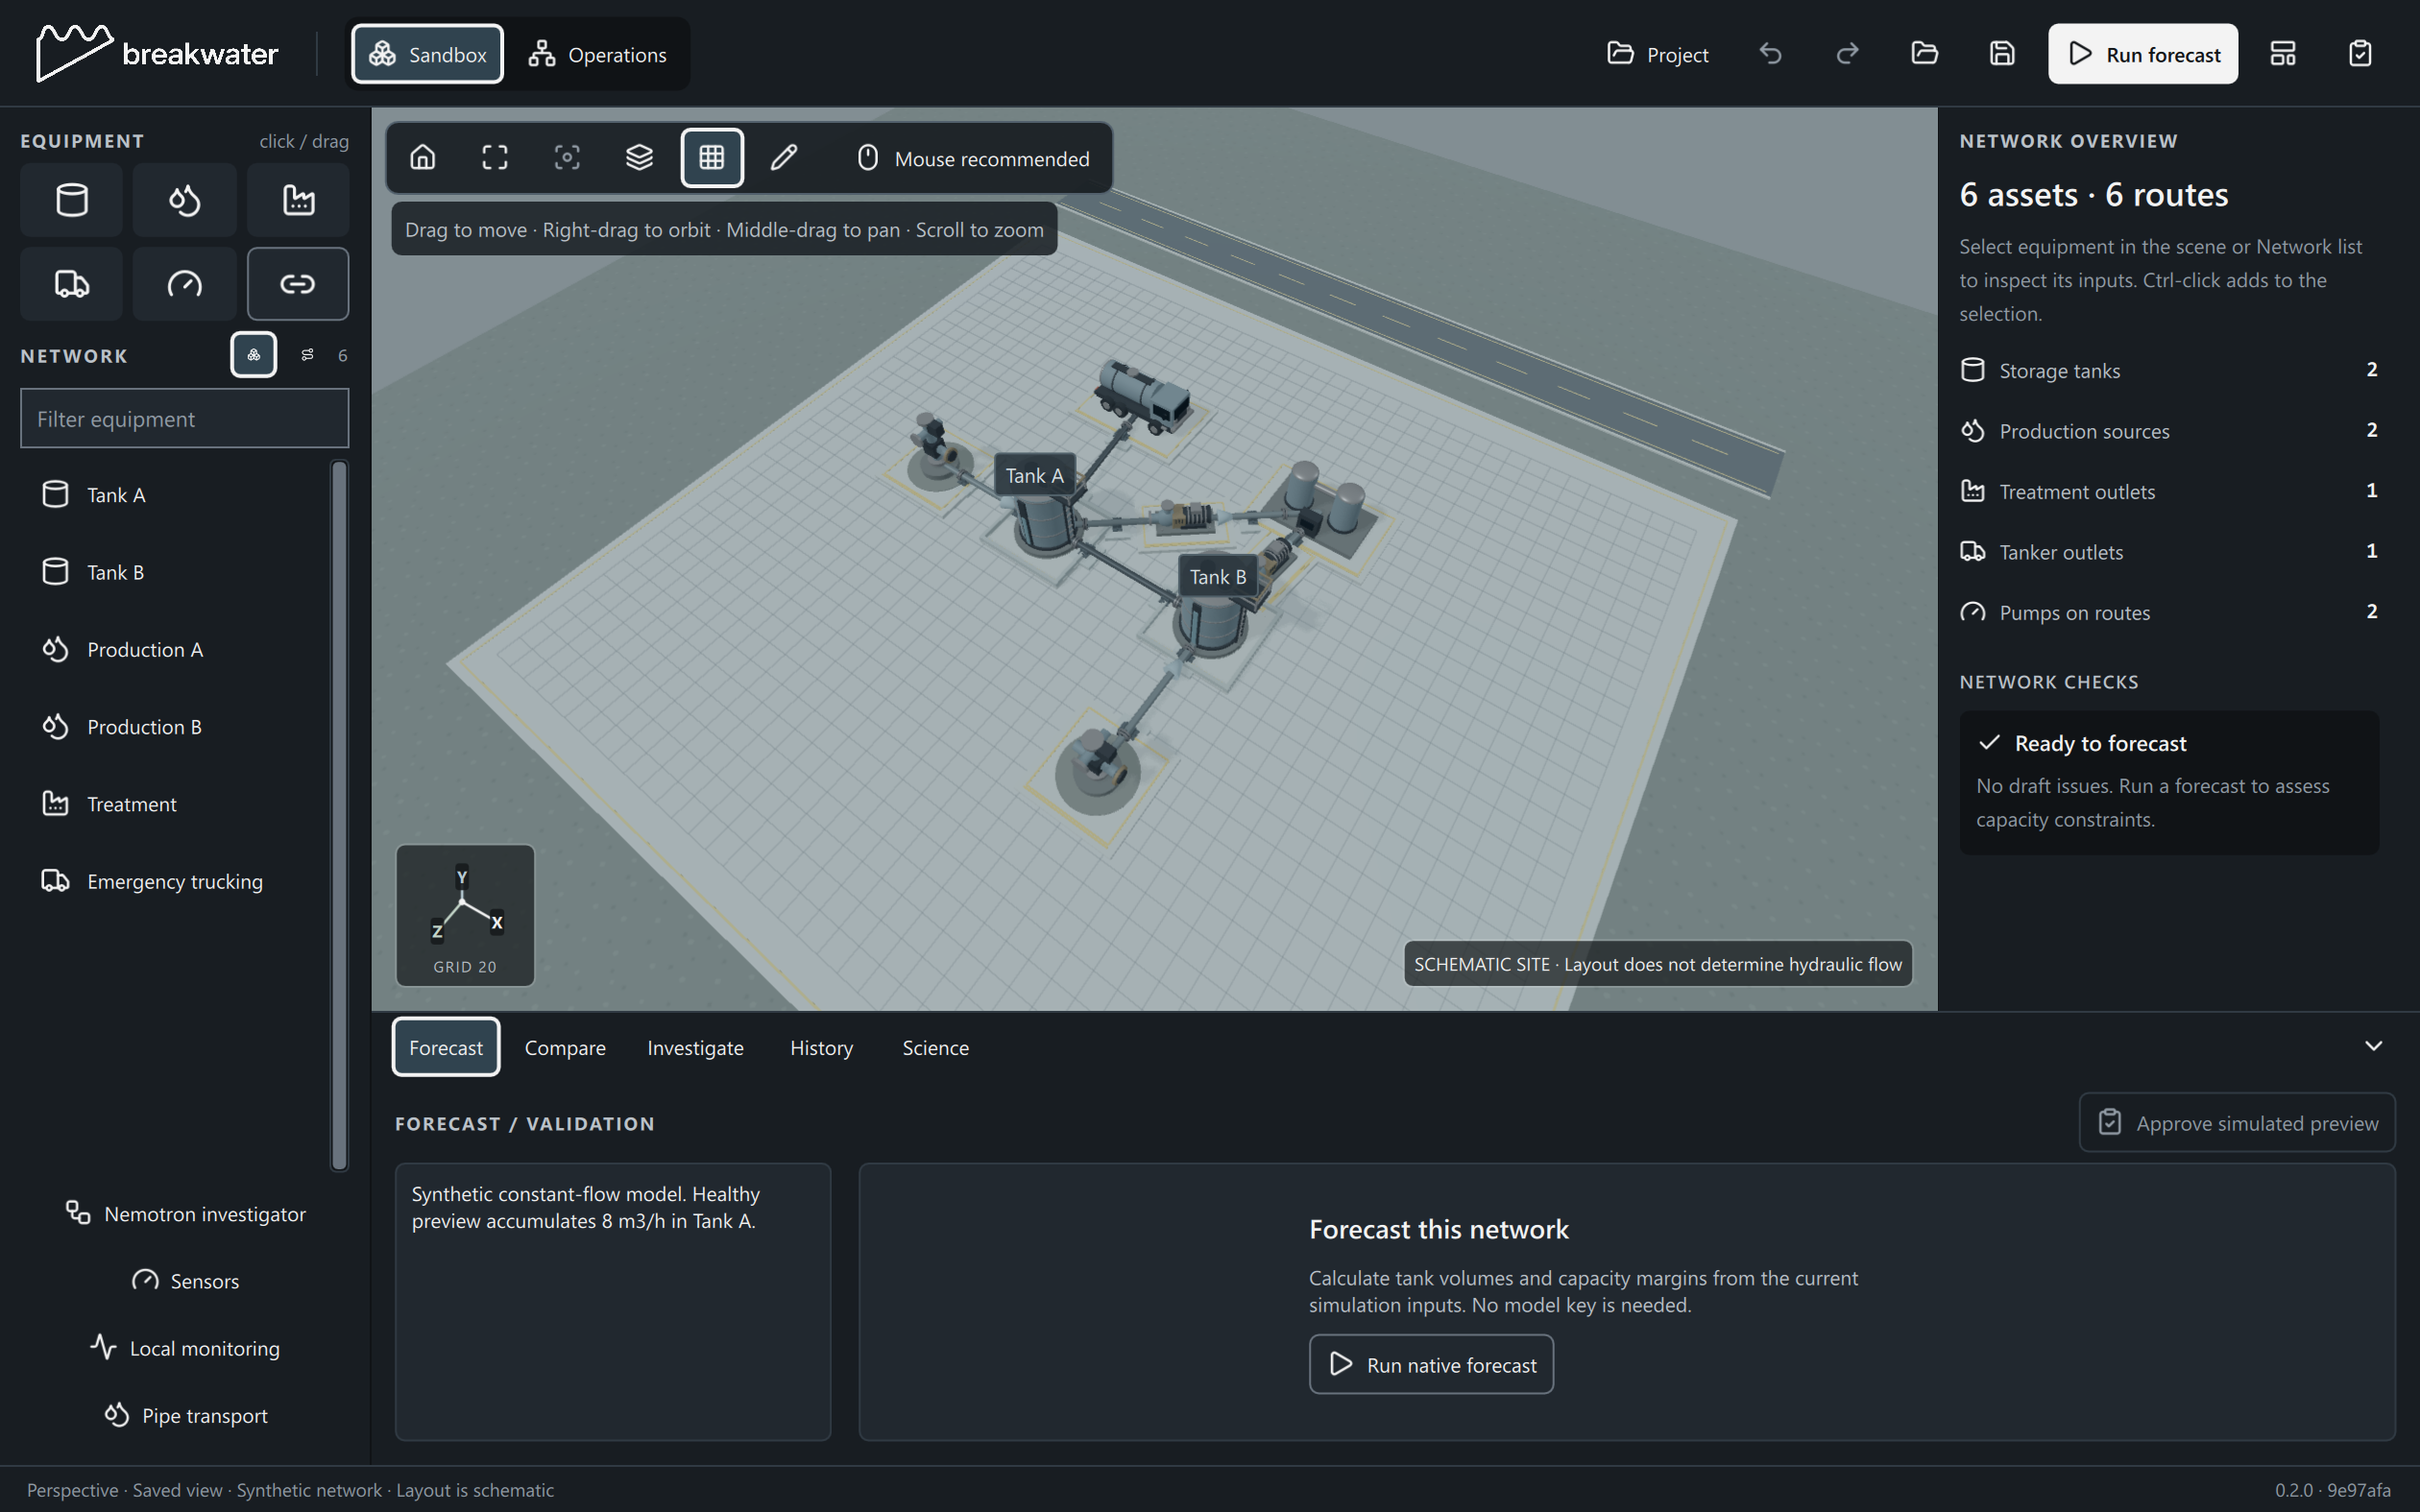 breakwater
Sandbox
Operations
Project
Run forecast
EQUIPMENT
click / drag
NETWORK
6
Filter equipment
Tank A
Tank B
Production A
Production B
Treatment
Emergency trucking
Nemotron investigator
Sensors
Local monitoring
Pipe transport
Mouse recommended
Drag to move · Right-drag to orbit · Middle-drag to pan · Scroll to zoom
Tank A
Tank B
Y
X
Z
GRID 20
SCHEMATIC SITE · Layout does not determine hydraulic flow
NETWORK OVERVIEW
6 assets · 6 routes
Select equipment in the scene or Network list
to inspect its inputs. Ctrl-click adds to the
selection.
Storage tanks 2
Production sources 2
Treatment outlets 1
Tanker outlets 1
Pumps on routes 2
NETWORK CHECKS
Ready to forecast
No draft issues. Run a forecast to assess
capacity constraints.
Forecast
Compare
Investigate
History
Science
FORECAST / VALIDATION
Approve simulated preview
Synthetic constant-flow model. Healthy
preview accumulates 8 m3/h in Tank A.
Forecast this network
Calculate tank volumes and capacity margins from the current
simulation inputs. No model key is needed.
Run native forecast
Perspective · Saved view · Synthetic network · Layout is schematic
0.2.0 · 9e97afa